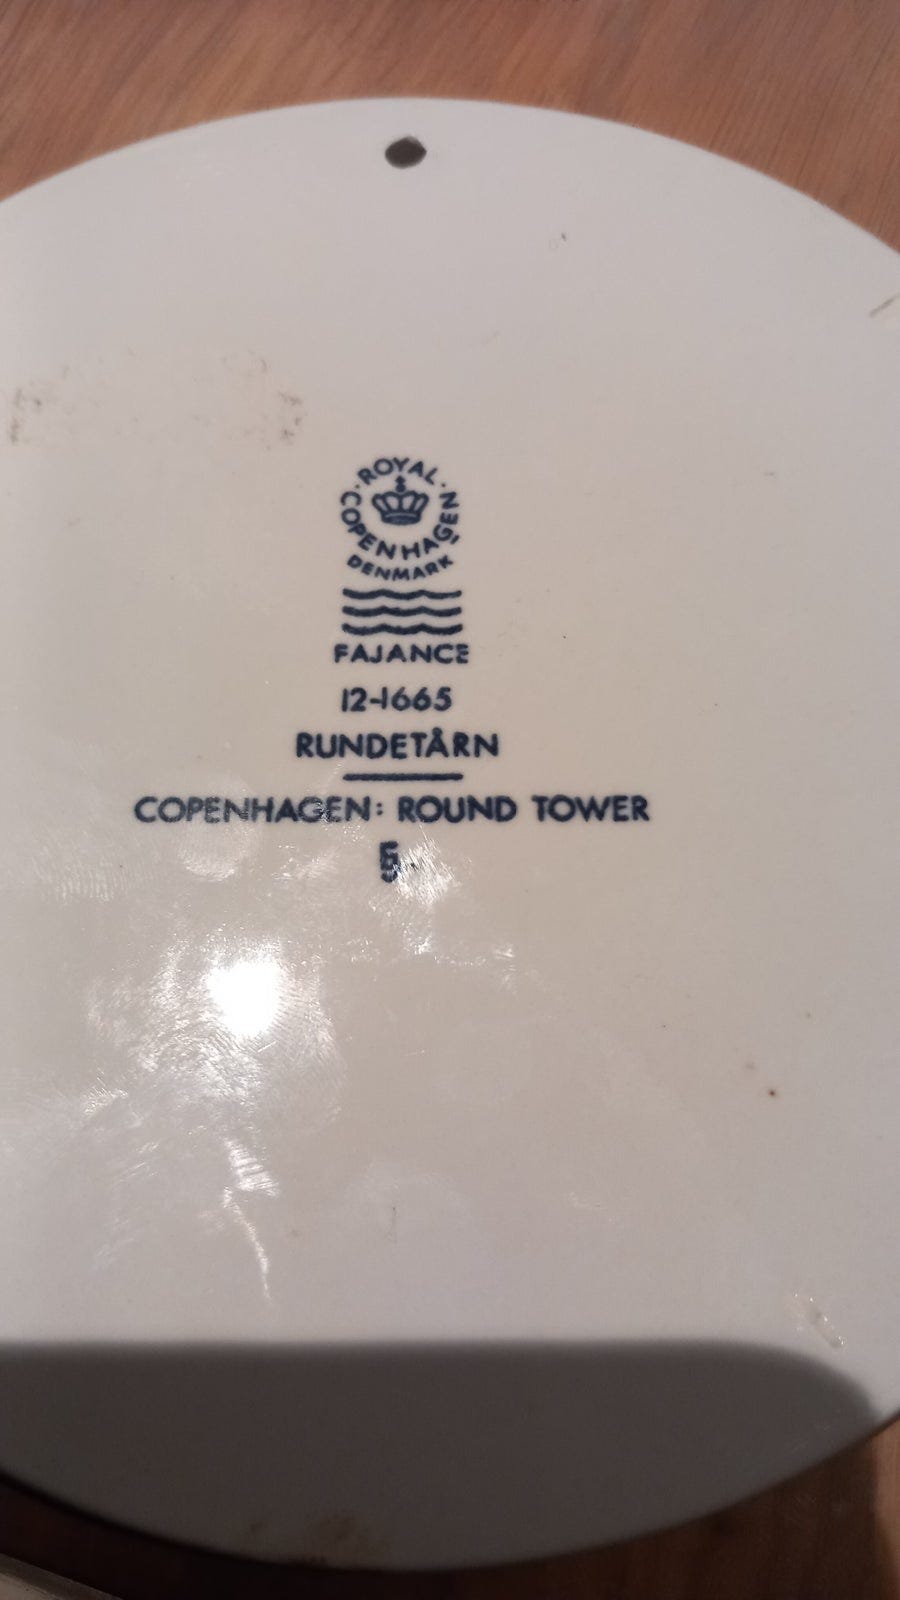 ROYAL
COPENHAGEN
DENMARK
FAJANCE
12-1665
RUNDETÅRN
COPENHAGEN: ROUND TOWER